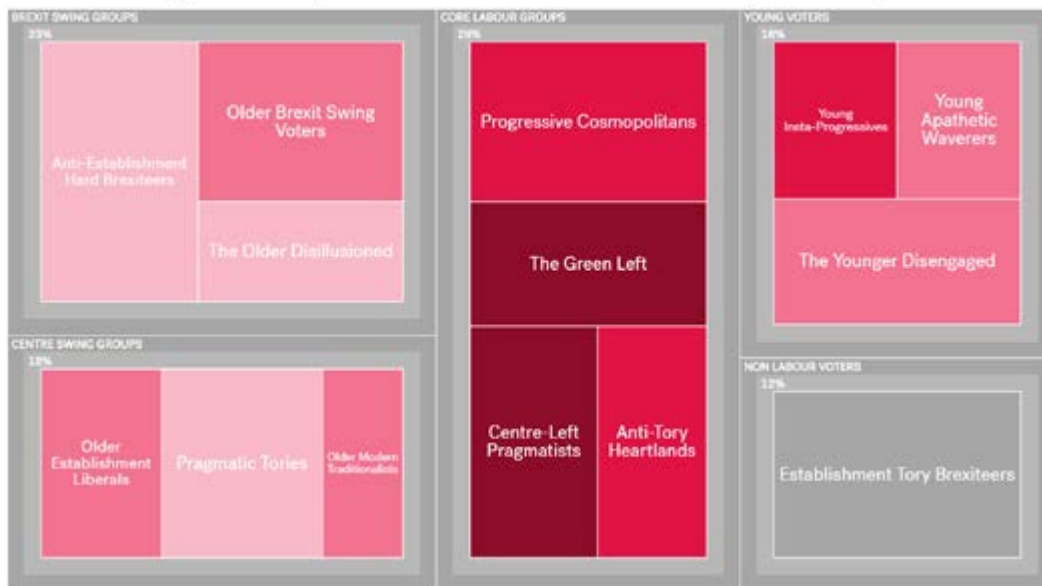 BREXIT SWING GROUPS
23%
Anti-Establishment
Hard Brexiteers
Older Brexit Swing
Voters
The Older Disillusioned
CENTRE SWING GROUPS
18%
Older
Establishment
Liberals
Pragmatic Tories
Older Modern
Traditionalists
CORE LABOUR GROUPS
29%
Progressive Cosmopolitans
The Green Left
Centre-Left
Pragmatists
Anti-Tory
Heartlands
YOUNG VOTERS
18%
Young
Insta-Progressives
Young
Apathetic
Waverers
The Younger Disengaged
NON LABOUR VOTERS
12%
Establishment Tory Brexiteers